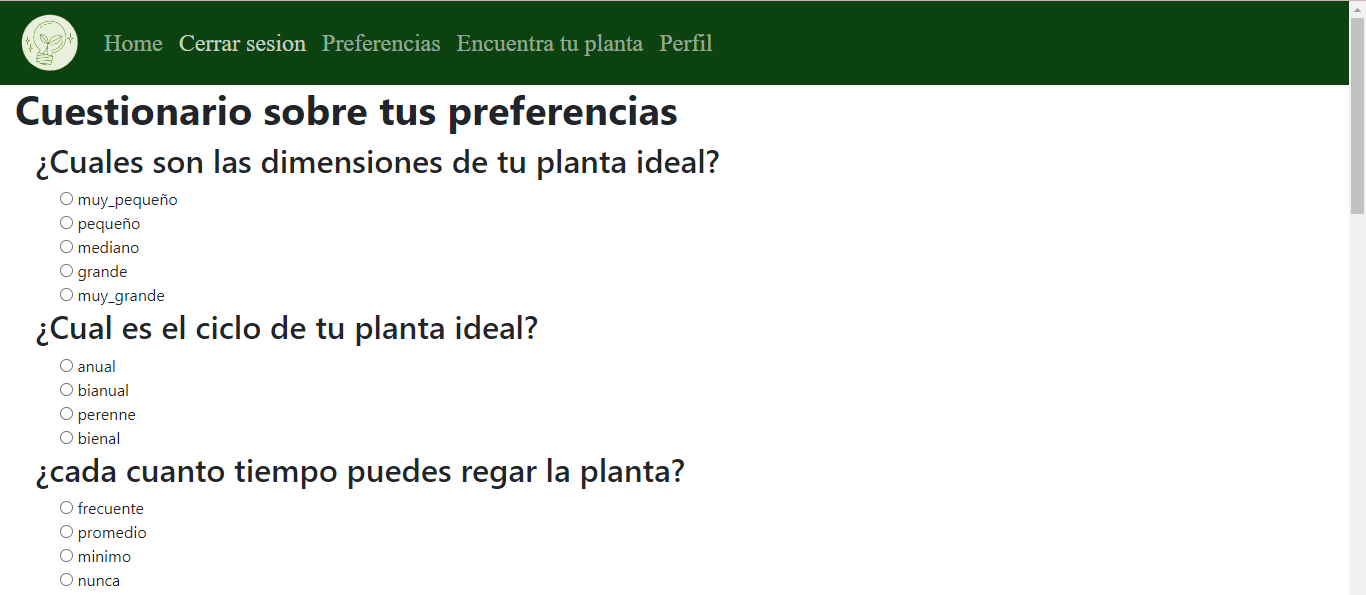 Home Cerrar sesion Preferencias Encuentra tu planta Perfil
Cuestionario sobre tus preferencias
¿Cuales son las dimensiones de tu planta ideal?
muy_pequeño
pequeño
mediano
grande
muy_grande
¿Cual es el ciclo de tu planta ideal?
anual
bianual
perenne
bienal
¿cada cuanto tiempo puedes regar la planta?
frecuente
promedio
minimo
nunca